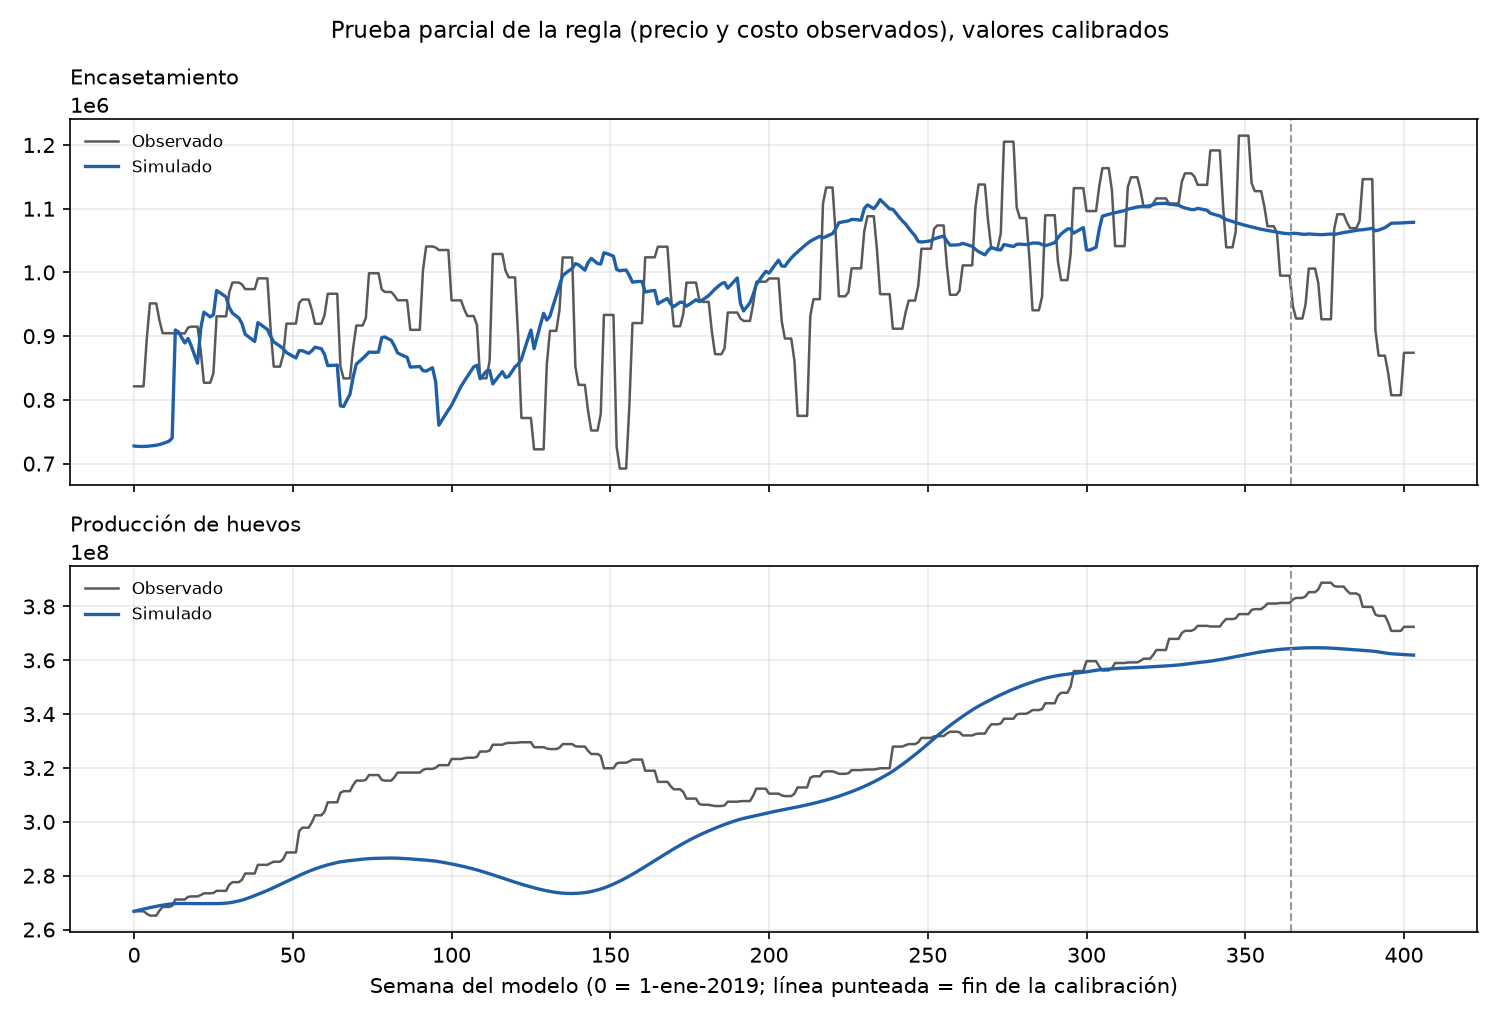 Prueba parcial de la regla (precio y costo observados), valores calibrados
Encasetamiento
1e6
Observado
Simulado
1.2
1.1
1.0
0.9
0.8
0.7
Producción de huevos
1e8
Observado
Simulado
3.8
3.6
3.4
3.2
3.0
2.8
2.6
0 50 100 150 200 250 300 350 400
Semana del modelo (0 = 1-ene-2019; línea punteada = fin de la calibración)